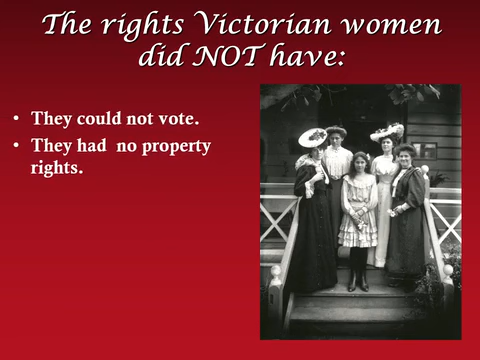 The rights Victorian women
did NOT have:
• They could not vote.
• They had no property
rights.